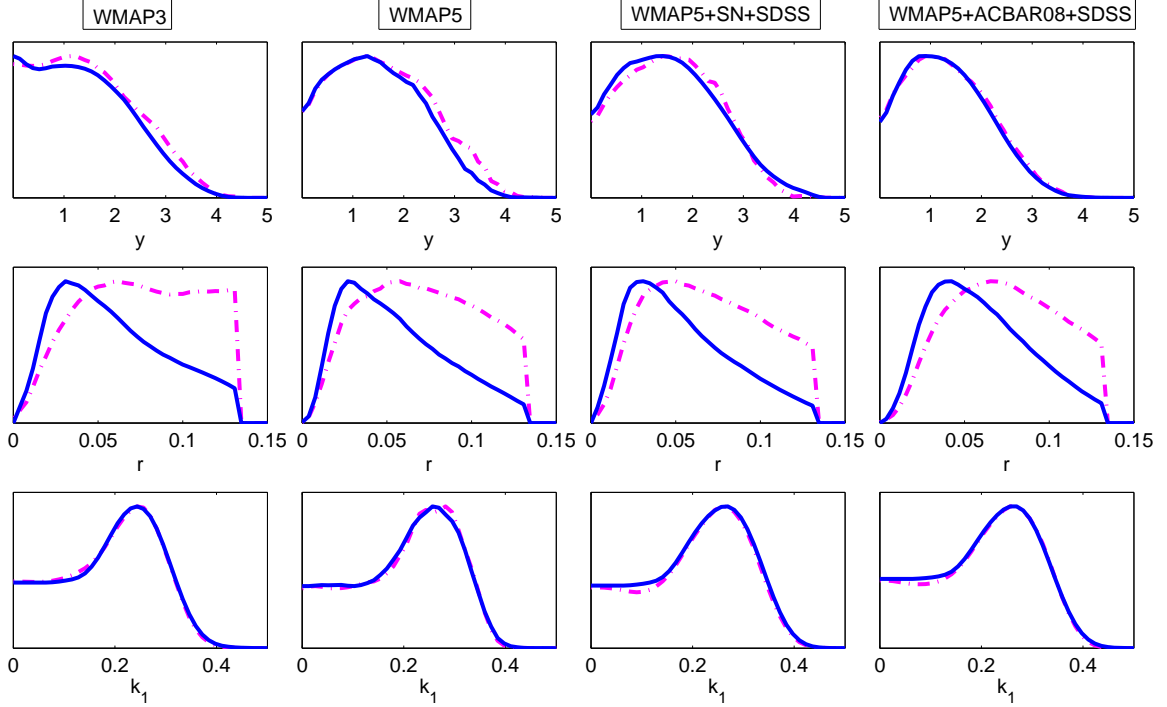 WMAP3 WMAP5 WMAP5+SN+SDSS WMAP5+ACBAR08+SDSS
1 2 3 4 5 1 2 3 4 5 1 2 3 4 5 1 2 3 4 5
y y y y
0 0.05 0.1 0.15 0 0.05 0.1 0.15 0 0.05 0.1 0.15 0 0.05 0.1 0.15
r r r r
0 0.2 0.4 0 0.2 0.4 0 0.2 0.4 0 0.2 0.4
k_1 k_1 k_1 k_1